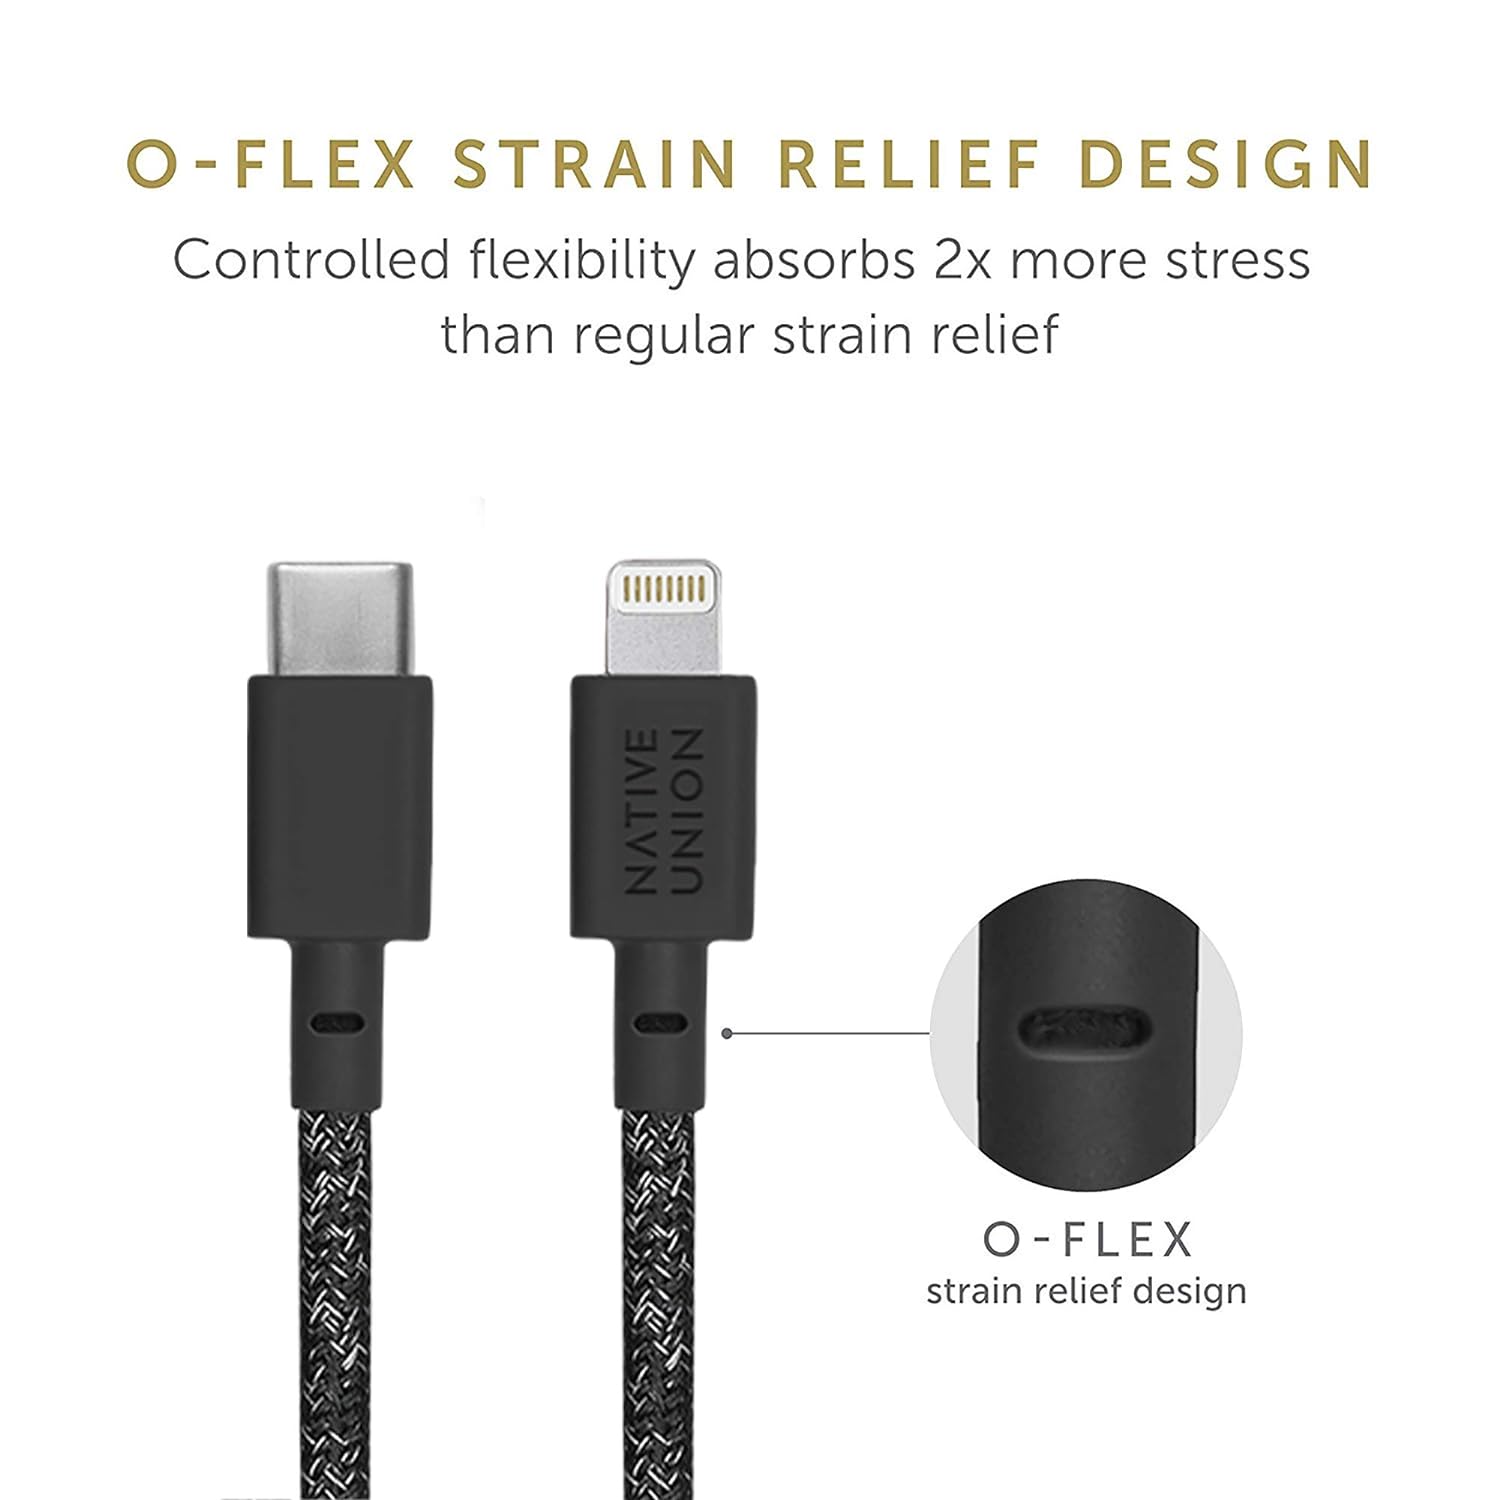 O-FLEX STRAIN RELIEF DESIGN
Controlled flexibility absorbs 2x more stress
than regular strain relief
NATIVE
UNION
O-FLEX
strain relief design